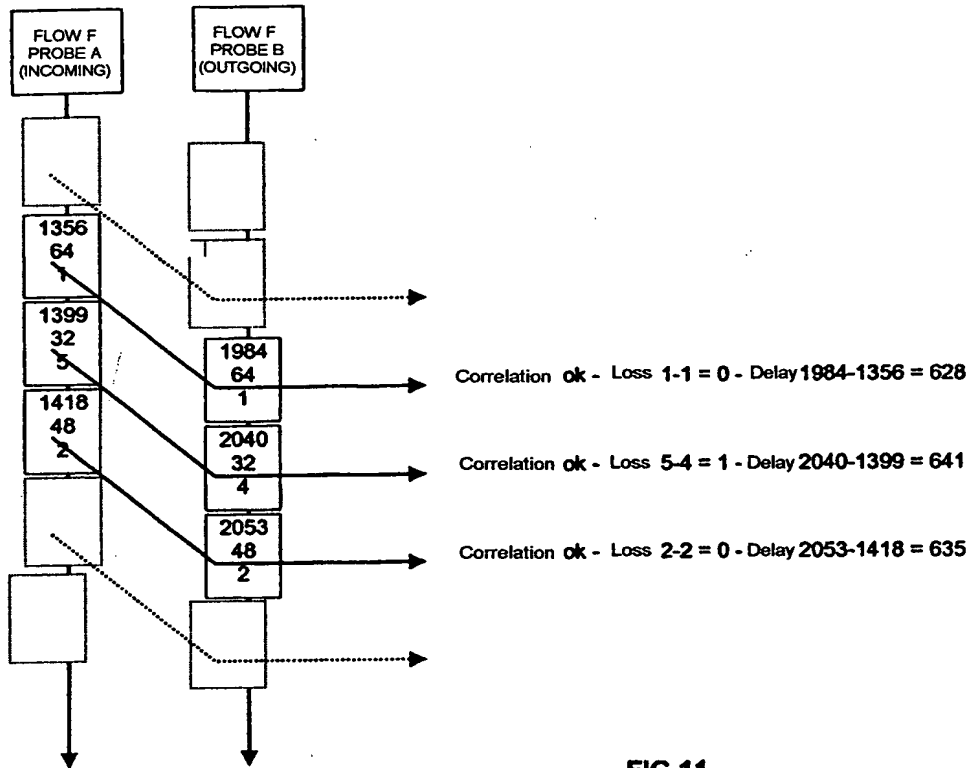 FLOW F
PROBE A
(INCOMING)
FLOW F
PROBE B
(OUTGOING)
1356
64
1
1399
32
5
1418
48
2
1984
64
1
2040
32
4
2053
48
2
Correlation ok - Loss 1-1 = 0 - Delay 1984-1356 = 628
Correlation ok - Loss 5-4 = 1 - Delay 2040-1399 = 641
Correlation ok - Loss 2-2 = 0 - Delay 2053-1418 = 635